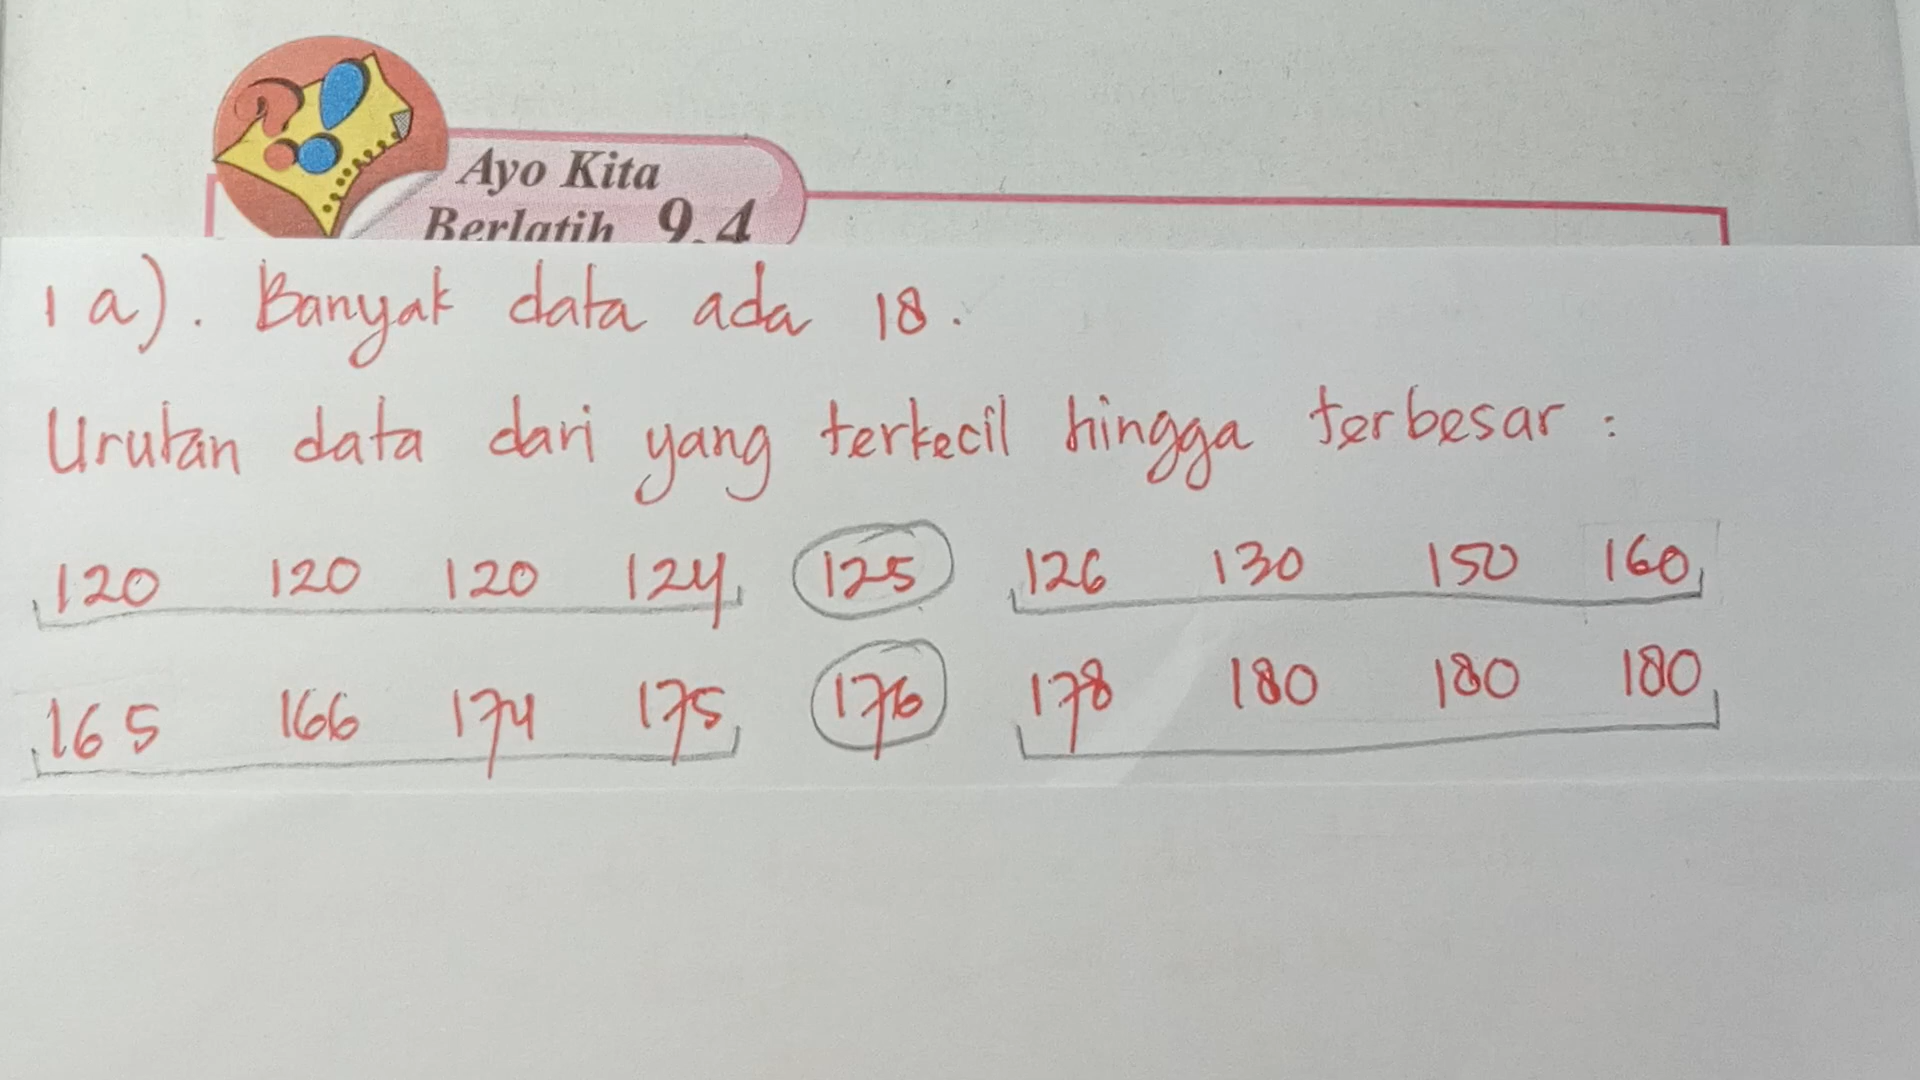 Ayo Kita
Berlatih 9.4
1 a). Banyak data ada 18.
Urutan data dari yang terkecil hingga terbesar :
120 120 120 124 125 126 130 150 160
165 166 174 175 176 178 180 180 180